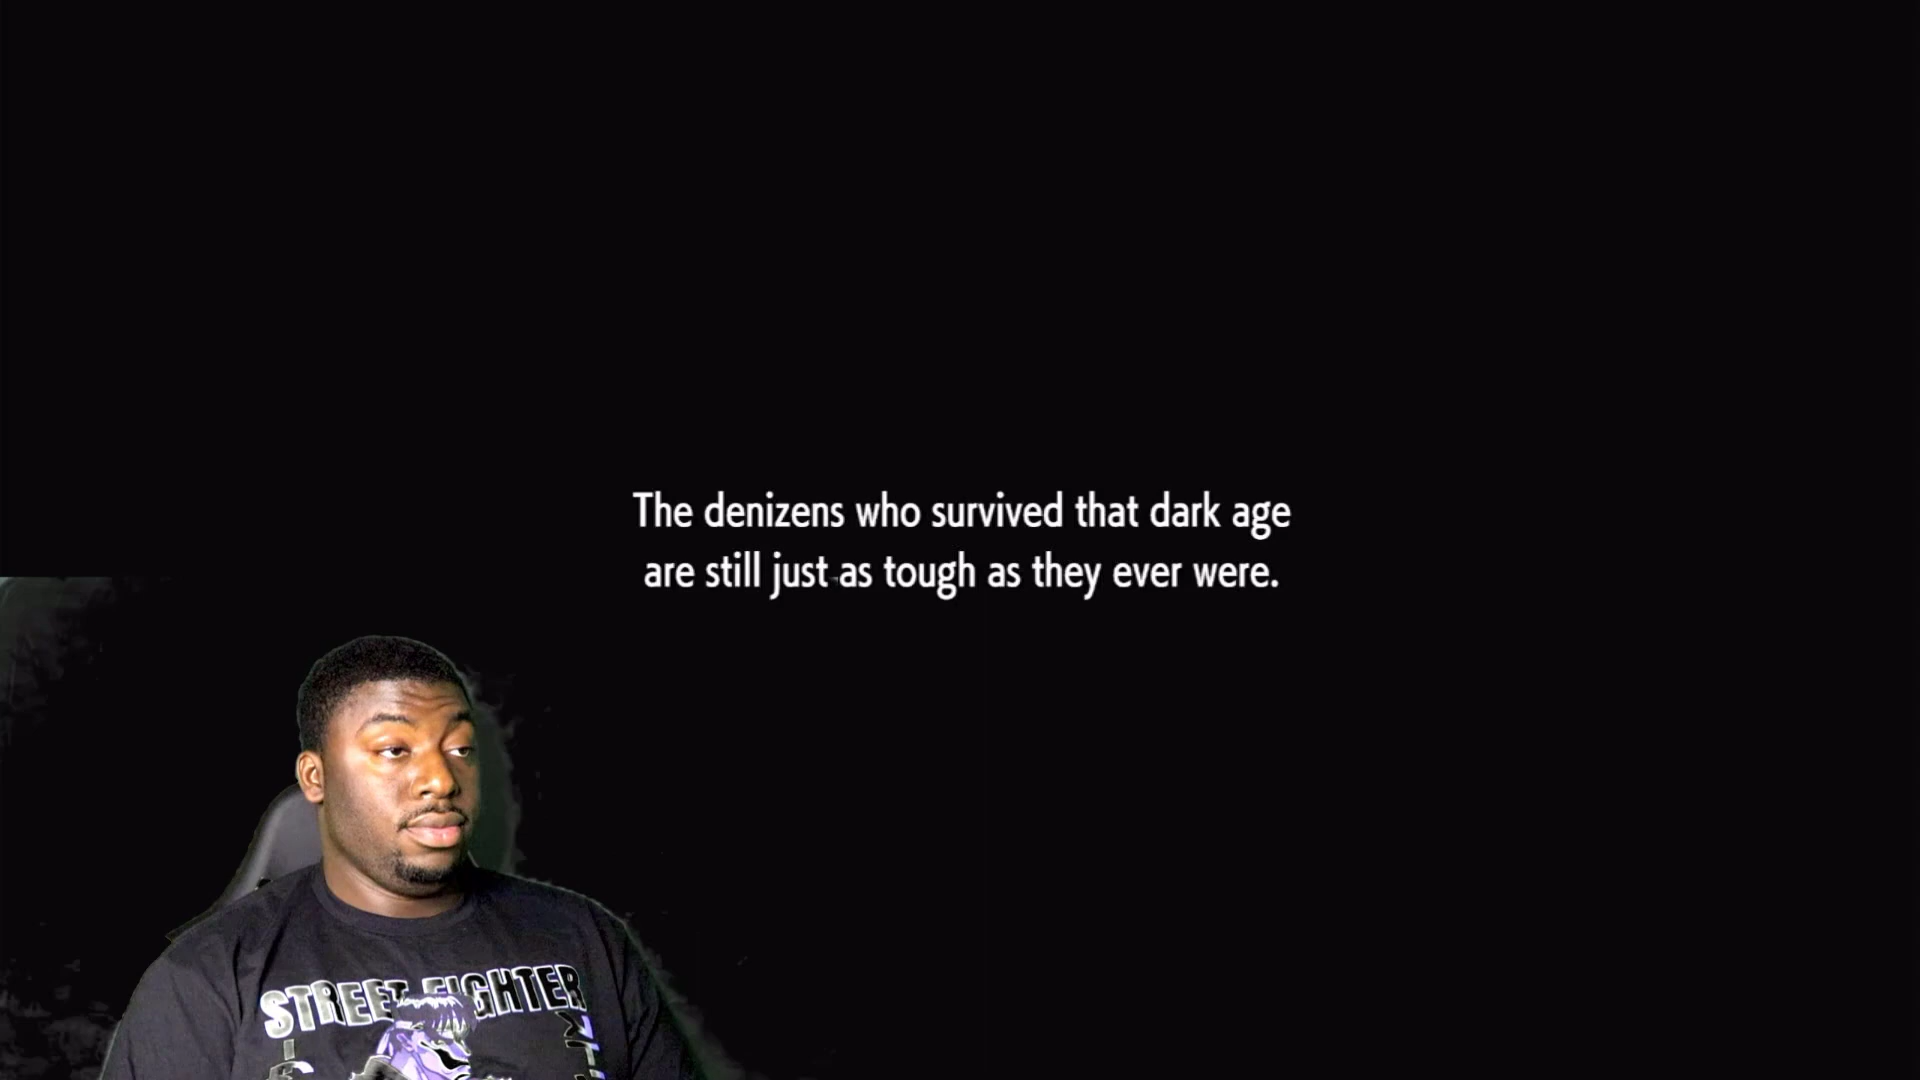 The denizens who survived that dark age
are still just as tough as they ever were.
STREET FIGHTER